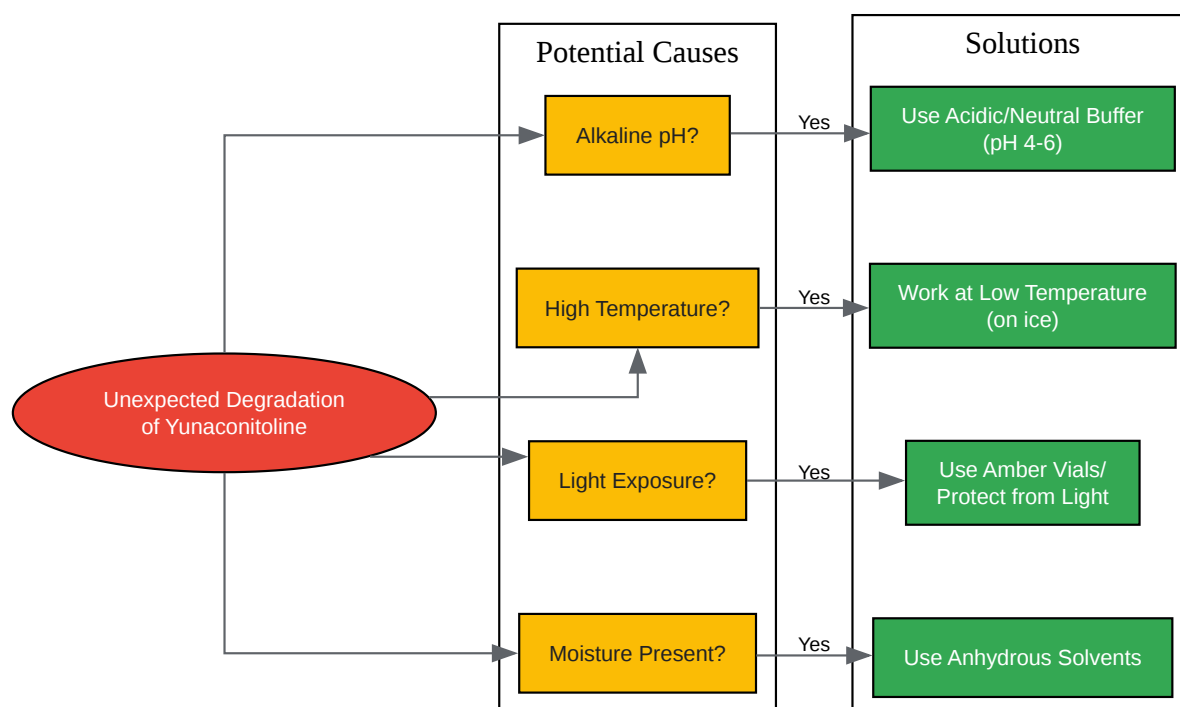 Potential Causes
Solutions
Alkaline pH?
Yes
Use Acidic/Neutral Buffer
(pH 4-6)
High Temperature?
Yes
Work at Low Temperature
(on ice)
Unexpected Degradation
of Yunaconitoline
Light Exposure?
Yes
Use Amber Vials/
Protect from Light
Moisture Present?
Yes
Use Anhydrous Solvents